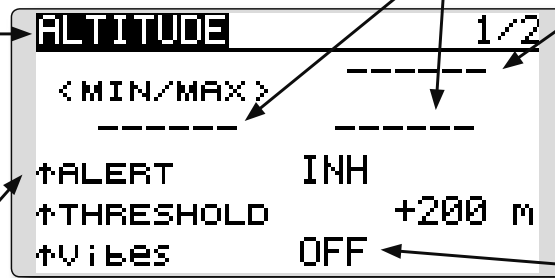 ALTITUDE 1/2
------
<MIN/MAX>
------ ------
↑ALERT INH
↑THRESHOLD +200 m
↑Vibes OFF